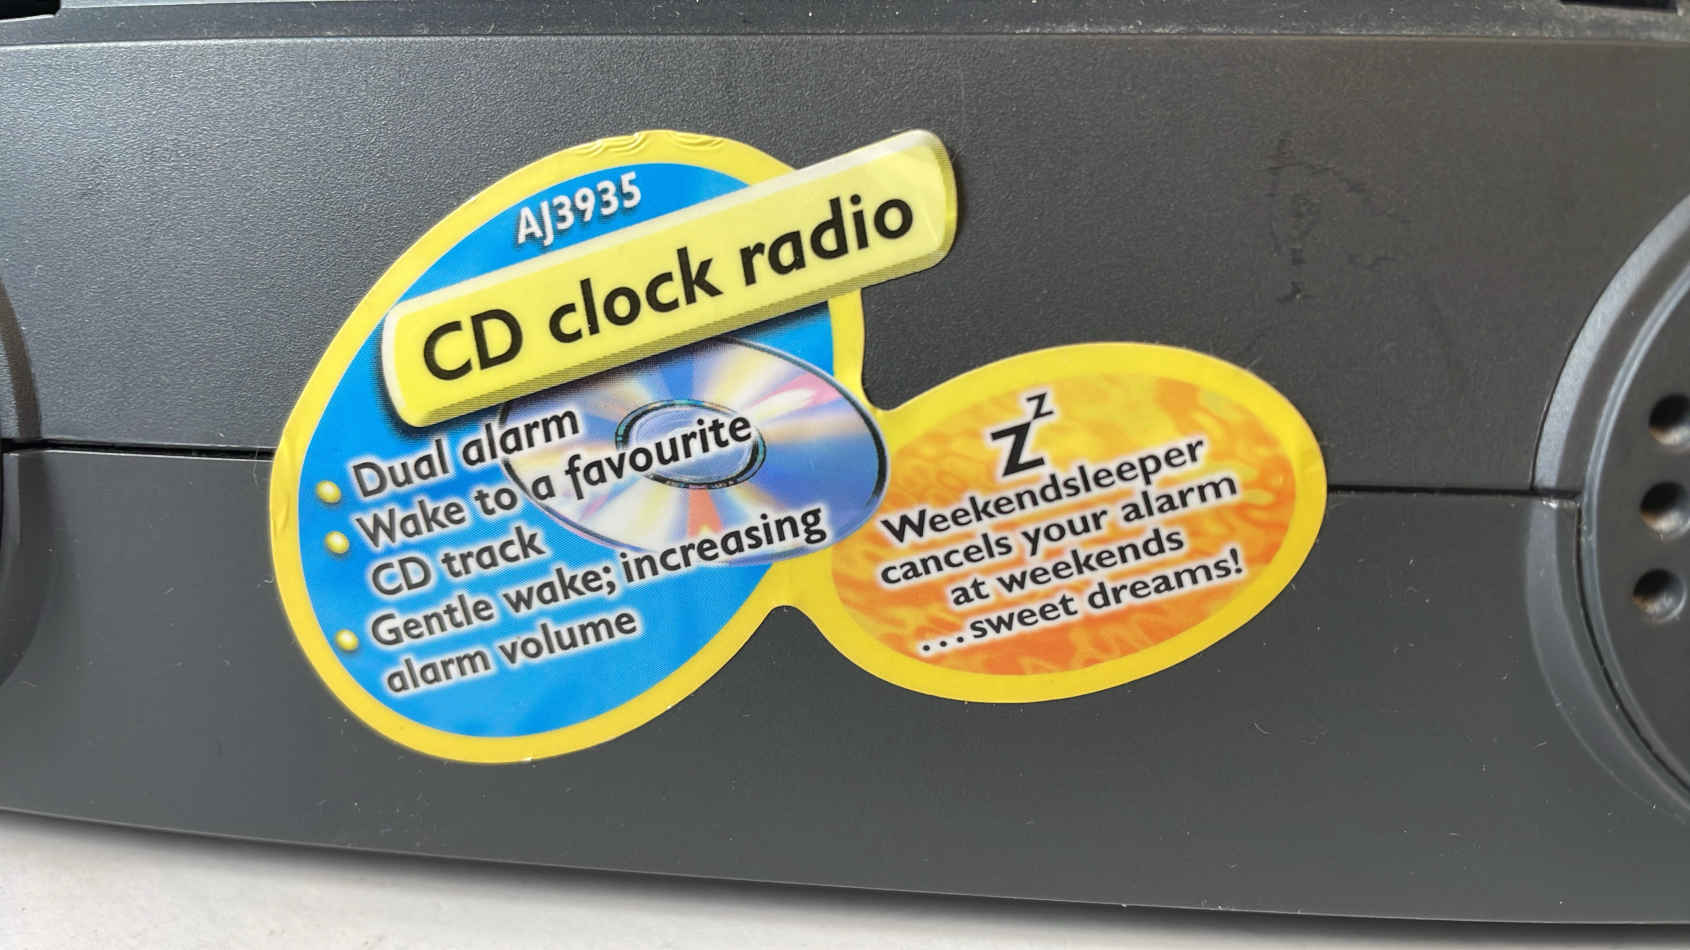 AJ3935
CD clock radio
Dual alarm
Wake to a favourite
CD track
Gentle wake; increasing
alarm volume
z
Z
Weekendsleeper
cancels your alarm
at weekends
...sweet dreams!